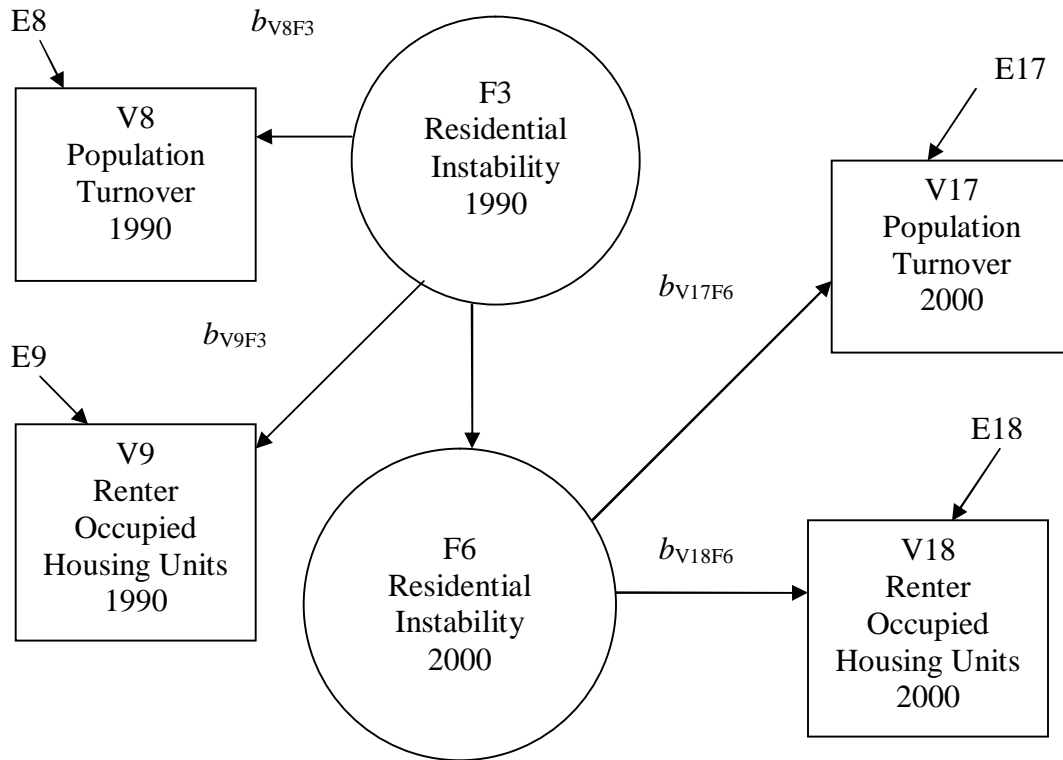 E8
bV8F3
V8
Population
Turnover
1990
F3
Residential
Instability
1990
E17
V17
Population
Turnover
2000
bV17F6
bV9F3
E9
V9
Renter
Occupied
Housing Units
1990
E18
F6
Residential
Instability
2000
bV18F6
V18
Renter
Occupied
Housing Units
2000